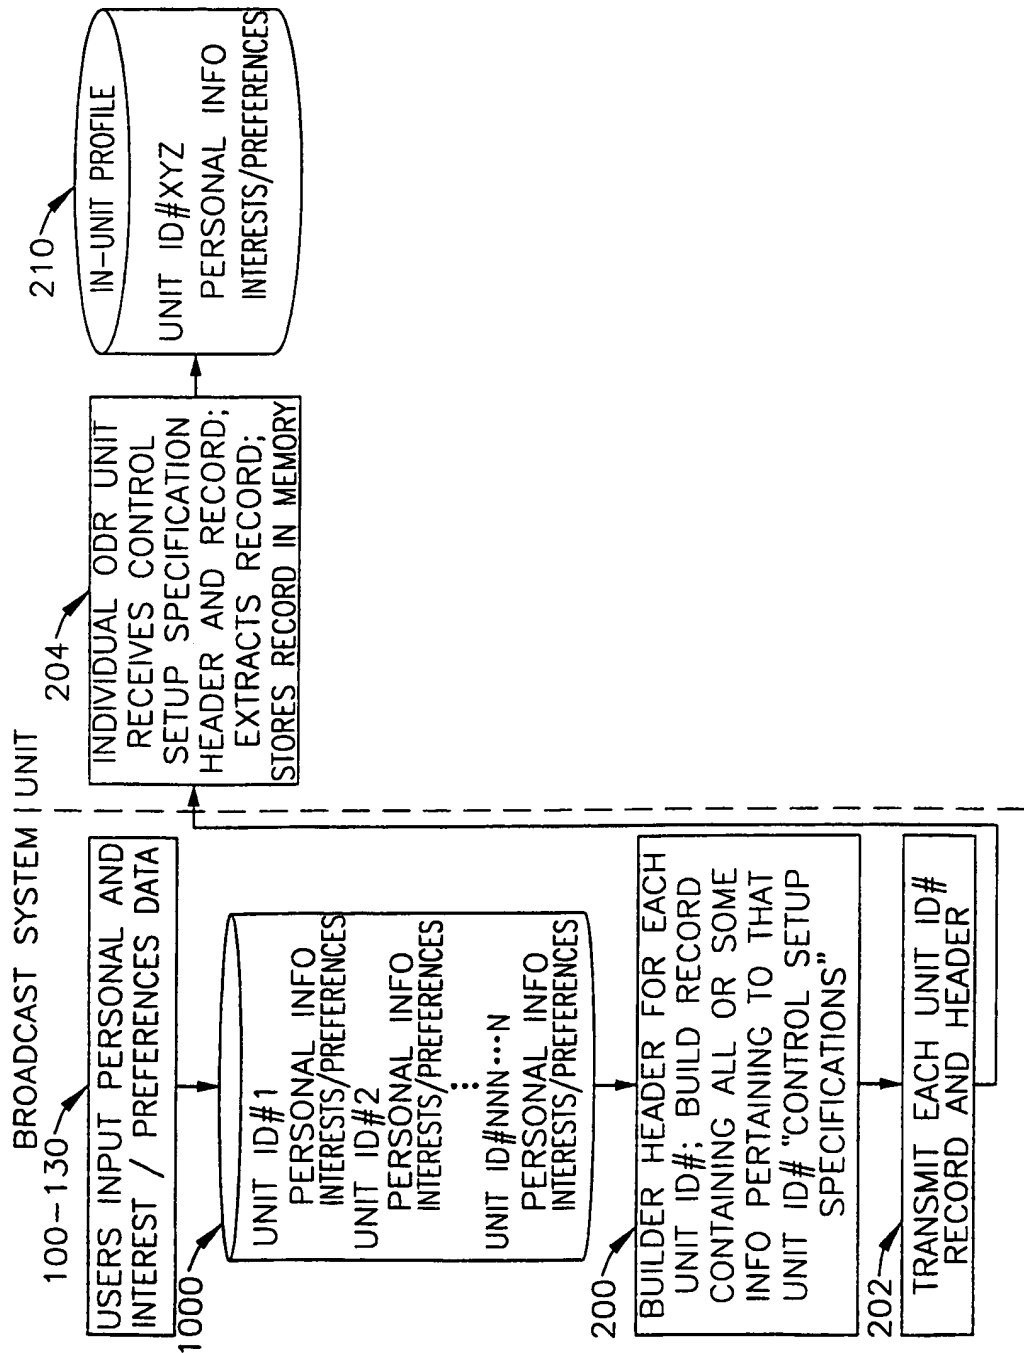 BROADCAST SYSTEM | UNIT
100-130
USERS INPUT PERSONAL AND
INTEREST / PREFERENCES DATA
1000
UNIT ID#1
PERSONAL INFO
INTERESTS/PREFERENCES
UNIT ID#2
PERSONAL INFO
INTERESTS/PREFERENCES
⋮
UNIT ID#NNN•••N
PERSONAL INFO
INTERESTS/PREFERENCES
200
BUILDER HEADER FOR EACH
UNIT ID#; BUILD RECORD
CONTAINING ALL OR SOME
INFO PERTAINING TO THAT
UNIT ID# "CONTROL SETUP
SPECIFICATIONS"
202
TRANSMIT EACH UNIT ID#
RECORD AND HEADER
204
INDIVIDUAL ODR UNIT
RECEIVES CONTROL
SETUP SPECIFICATION
HEADER AND RECORD;
EXTRACTS RECORD;
STORES RECORD IN MEMORY
210
IN-UNIT PROFILE
UNIT ID#XYZ
PERSONAL INFO
INTERESTS/PREFERENCES